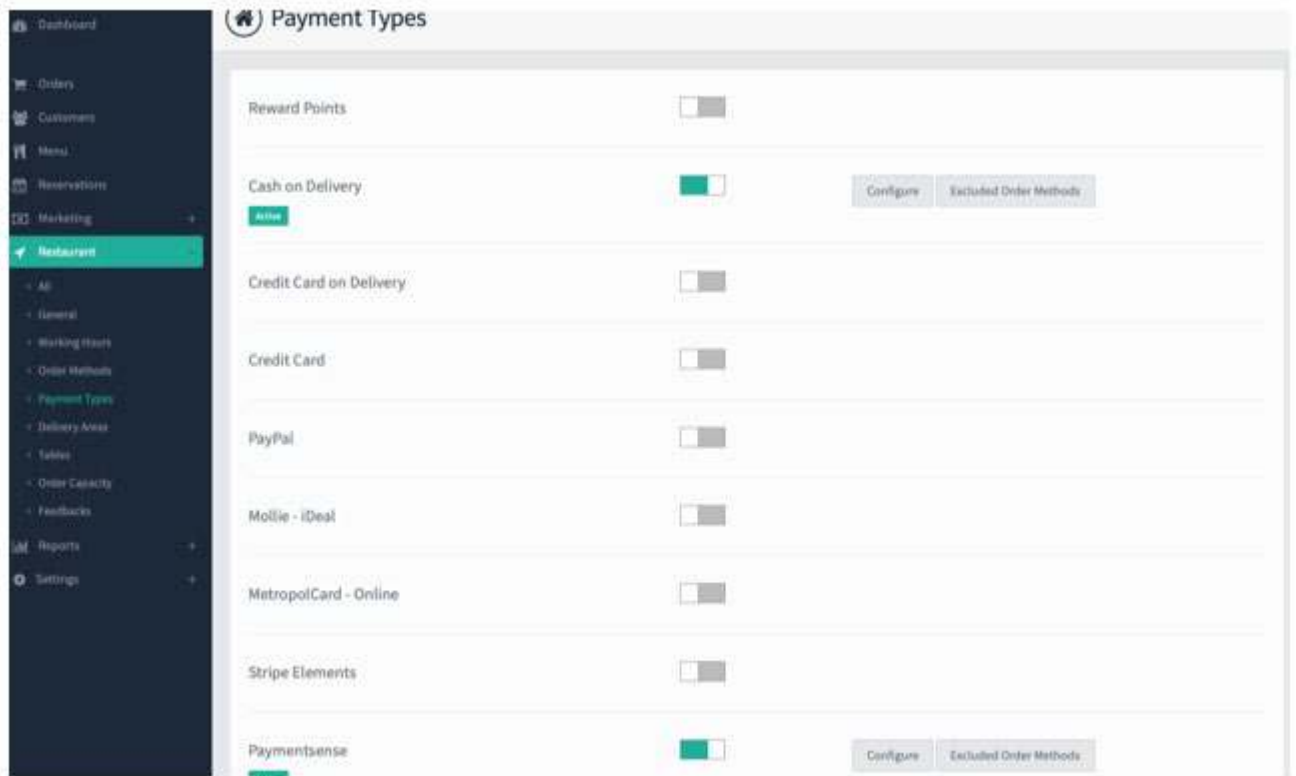 Dashboard
Orders
Customers
Menu
Reservations
Marketing
Restaurant
All
General
Working Hours
Order Methods
Payment Types
Delivery Areas
Tables
Order Capacity
Feedbacks
Reports
Settings
Payment Types
Reward Points
Cash on Delivery
Configure Excluded Order Methods
Active
Credit Card on Delivery
Credit Card
PayPal
Mollie - iDeal
MetropolCard - Online
Stripe Elements
Paymentsense
Configure Excluded Order Methods